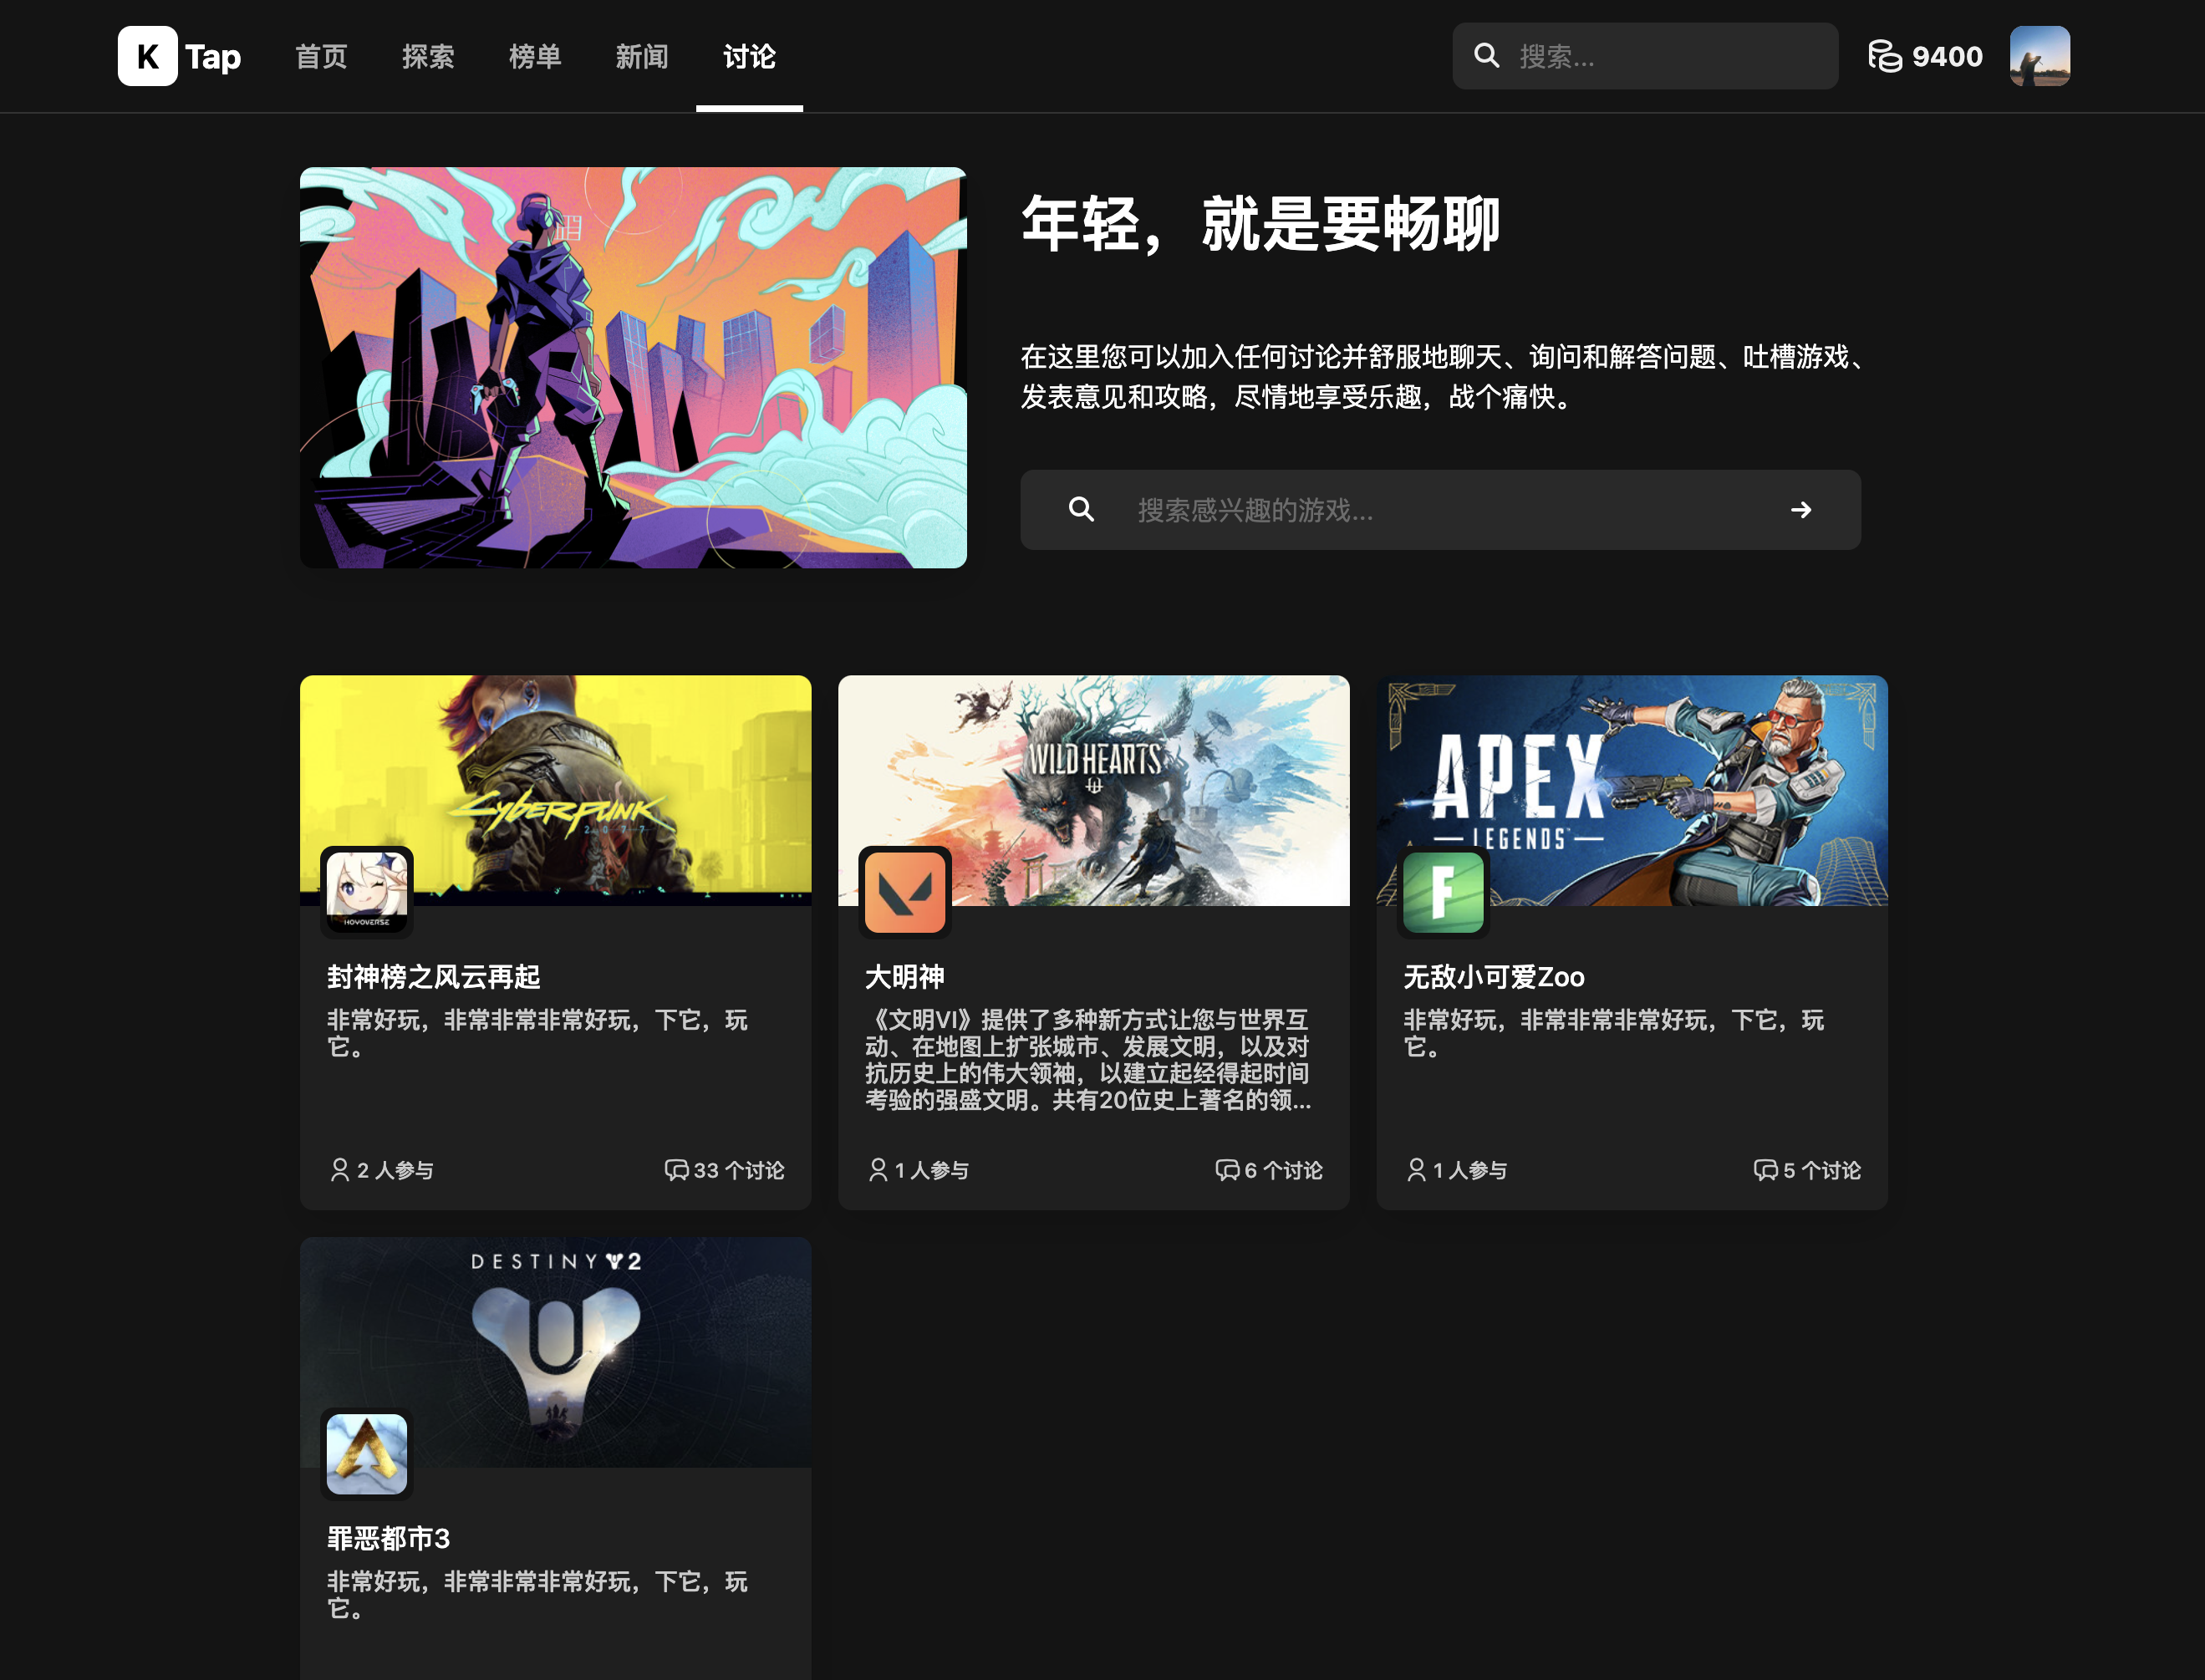 K Tap 首页 探索 榜单 新闻 讨论 搜索... 9400
年轻，就是要畅聊
在这里您可以加入任何讨论并舒服地聊天、询问和解答问题、吐槽游戏、
发表意见和攻略，尽情地享受乐趣，战个痛快。
搜索感兴趣的游戏...
CYBERPUNK
2077
HOYOVERSE
封神榜之风云再起
非常好玩，非常非常非常好玩，下它，玩
它。
2 人参与 33 个讨论
WILD HEARTS
大明神
《文明VI》提供了多种新方式让您与世界互
动、在地图上扩张城市、发展文明，以及对
抗历史上的伟大领袖，以建立起经得起时间
考验的强盛文明。共有20位史上著名的领...
1 人参与 6 个讨论
APEX
LEGENDS
F
无敌小可爱Zoo
非常好玩，非常非常非常好玩，下它，玩
它。
1 人参与 5 个讨论
DESTINY 2
罪恶都市3
非常好玩，非常非常非常好玩，下它，玩
它。